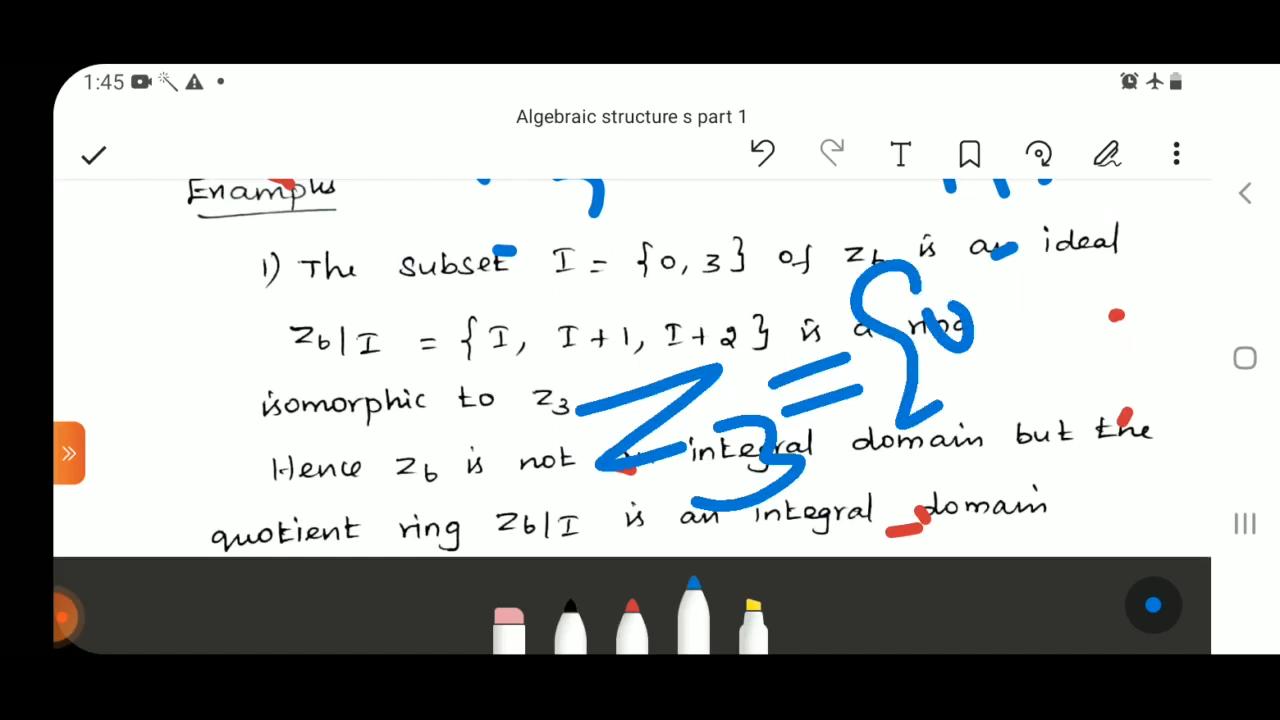 1:45
Algebraic structure s part 1
Examples
1) The subset I = {0, 3} of Z6 is an ideal
Z6|I = {I, I+1, I+2} is a ring
isomorphic to Z3
Z3 = {0
Hence Z6 is not an integral domain but the
quotient ring Z6|I is an integral domain